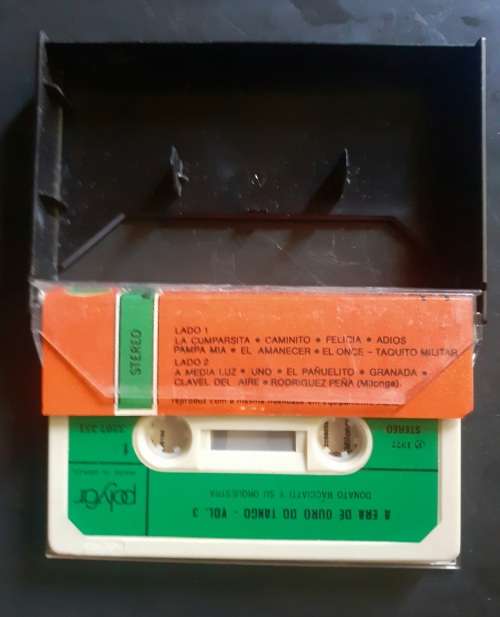 STEREO
LADO 1
LA CUMPARSITA ● CAMINITO ● FELICIA ● ADIOS
PAMPA MIA ● EL AMANECER ● EL ONCE – TAQUITO MILITAR
LADO 2
A MEDIA LUZ ● UNO ● EL PAÑUELITO ● GRANADA ●
CLAVEL DEL AIRE ● RODRIGUEZ PEÑA (Milonga).
A ERA DE OURO DO TANGO - VOL. 3
DONATO RACCIATTI Y SU ORQUESTRA
polyfar
1
STEREO